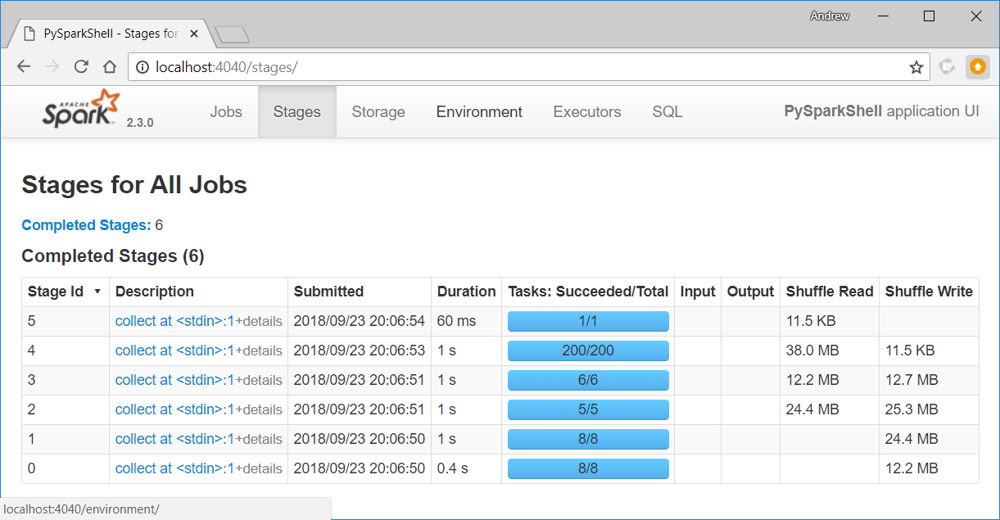 Andrew
PySparkShell - Stages for
localhost:4040/stages/
APACHE
Spark 2.3.0 Jobs Stages Storage Environment Executors SQL PySparkShell application UI
Stages for All Jobs
Completed Stages: 6
Completed Stages (6)
Stage Id Description Submitted Duration Tasks: Succeeded/Total Input Output Shuffle Read Shuffle Write
5 collect at <stdin>:1+details 2018/09/23 20:06:54 60 ms 1/1 11.5 KB
4 collect at <stdin>:1+details 2018/09/23 20:06:53 1 s 200/200 38.0 MB 11.5 KB
3 collect at <stdin>:1+details 2018/09/23 20:06:51 1 s 6/6 12.2 MB 12.7 MB
2 collect at <stdin>:1+details 2018/09/23 20:06:51 1 s 5/5 24.4 MB 25.3 MB
1 collect at <stdin>:1+details 2018/09/23 20:06:50 1 s 8/8 24.4 MB
0 collect at <stdin>:1+details 2018/09/23 20:06:50 0.4 s 8/8 12.2 MB
localhost:4040/environment/